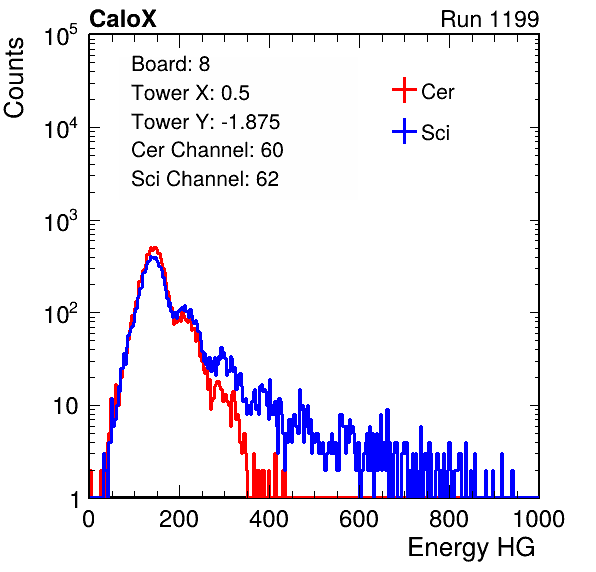 CaloX Run 1199
Counts
10^5
10^4
10^3
10^2
10
1
Board: 8
Tower X: 0.5
Tower Y: -1.875
Cer Channel: 60
Sci Channel: 62
Cer
Sci
0 200 400 600 800 1000
Energy HG